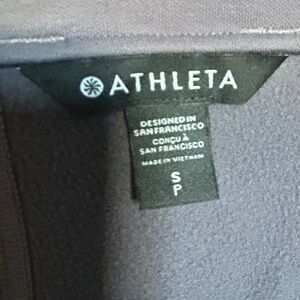 ATHLETA
DESIGNED IN
SAN FRANCISCO
CONÇU À
SAN FRANCISCO
MADE IN VIETNAM
S
P